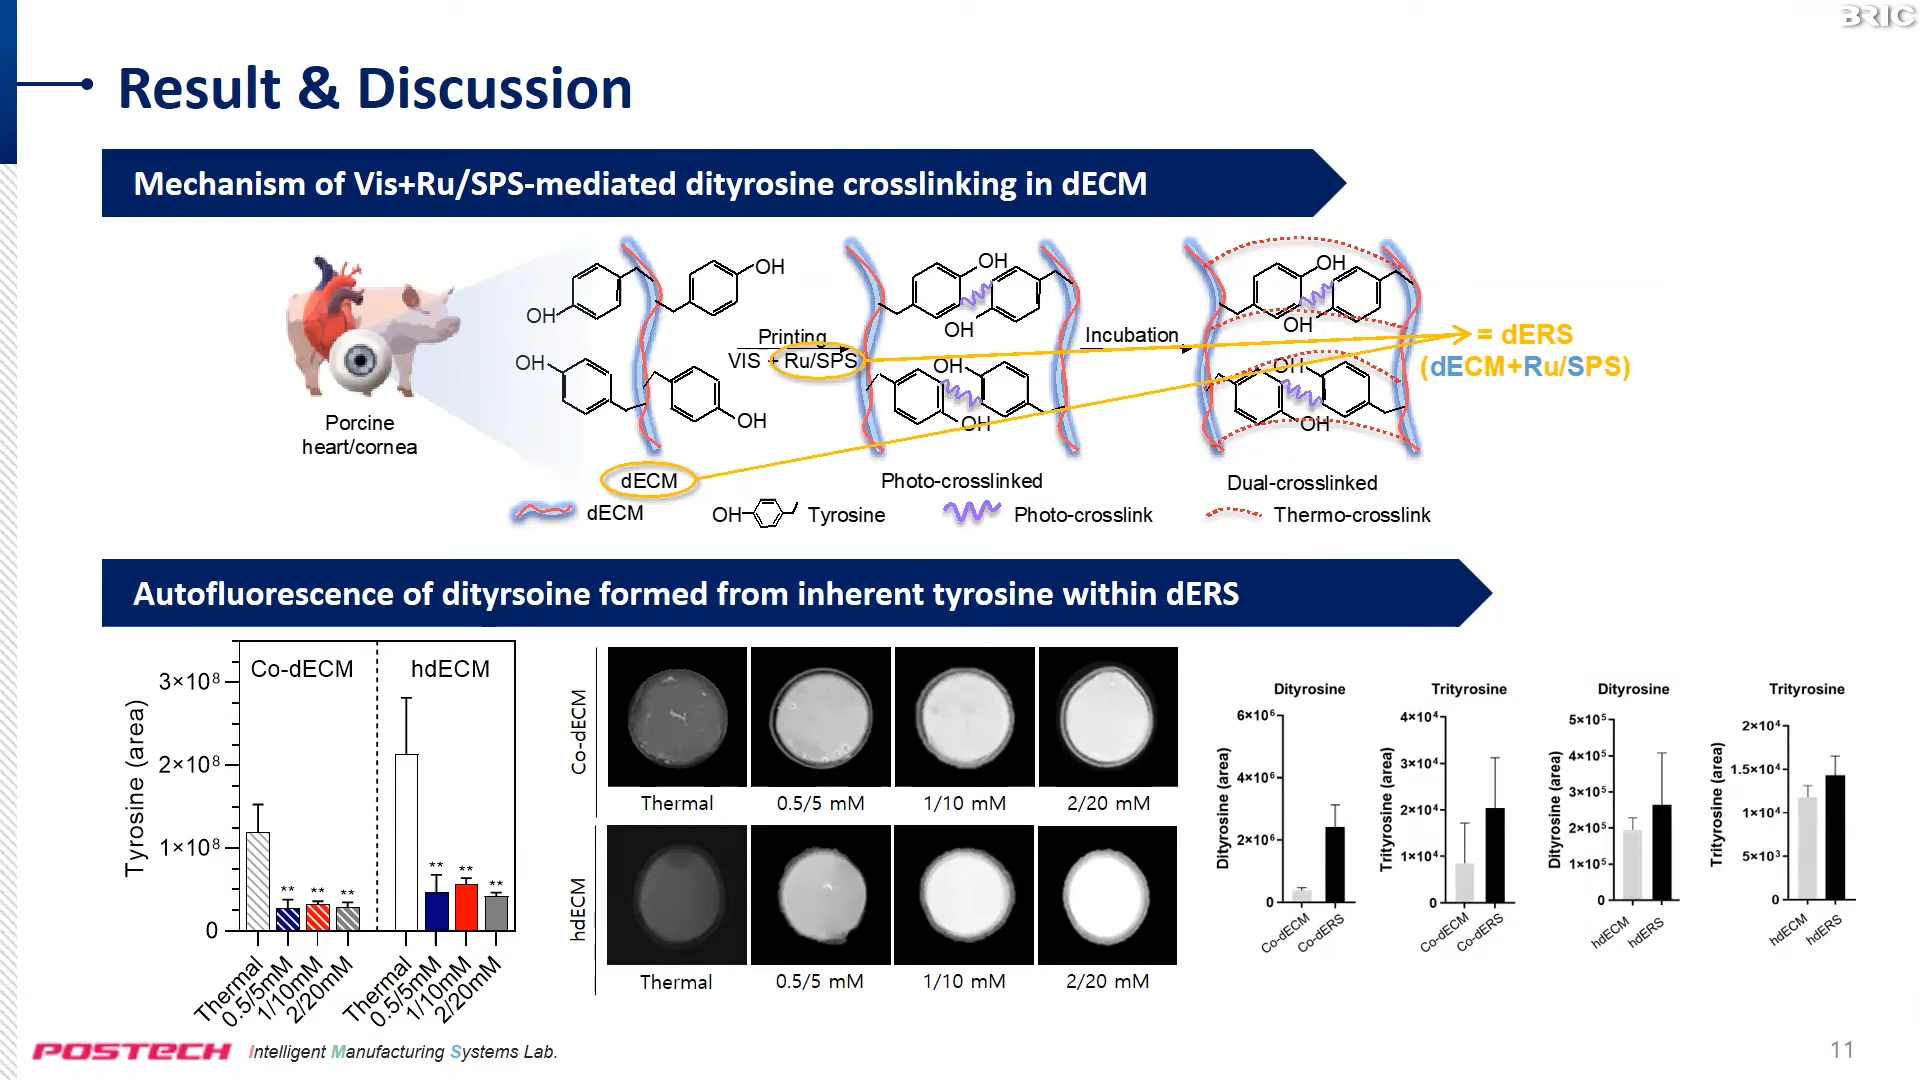 BRIC
Result & Discussion
Mechanism of Vis+Ru/SPS-mediated dityrosine crosslinking in dECM
Porcine
heart/cornea
OH
OH
OH
OH
dECM
Printing
VIS + Ru/SPS
OH
OH
OH
OH
Photo-crosslinked
Incubation
OH
OH
OH
OH
Dual-crosslinked
= dERS
(dECM+Ru/SPS)
dECM
OH
Tyrosine
Photo-crosslink
Thermo-crosslink
Autofluorescence of dityrsoine formed from inherent tyrosine within dERS
Tyrosine (area)
3×10⁸
2×10⁸
1×10⁸
0
Co-dECM
hdECM
** ** **
** ** **
Thermal
0.5/5mM
1/10mM
2/20mM
Thermal
0.5/5mM
1/10mM
2/20mM
Co-dECM
Thermal 0.5/5 mM 1/10 mM 2/20 mM
hdECM
Thermal 0.5/5 mM 1/10 mM 2/20 mM
Dityrosine
Dityrosine (area)
6×10⁶
4×10⁶
2×10⁶
0
Co-dECM
Co-dERS
Trityrosine
Trityrosine (area)
4×10⁴
3×10⁴
2×10⁴
1×10⁴
0
Co-dECM
Co-dERS
Dityrosine
Dityrosine (area)
5×10⁵
4×10⁵
3×10⁵
2×10⁵
1×10⁵
0
hdECM
hdERS
Trityrosine
Trityrosine (area)
2×10⁴
1.5×10⁴
1×10⁴
5×10³
0
hdECM
hdERS
POSTECH
Intelligent Manufacturing Systems Lab.
11